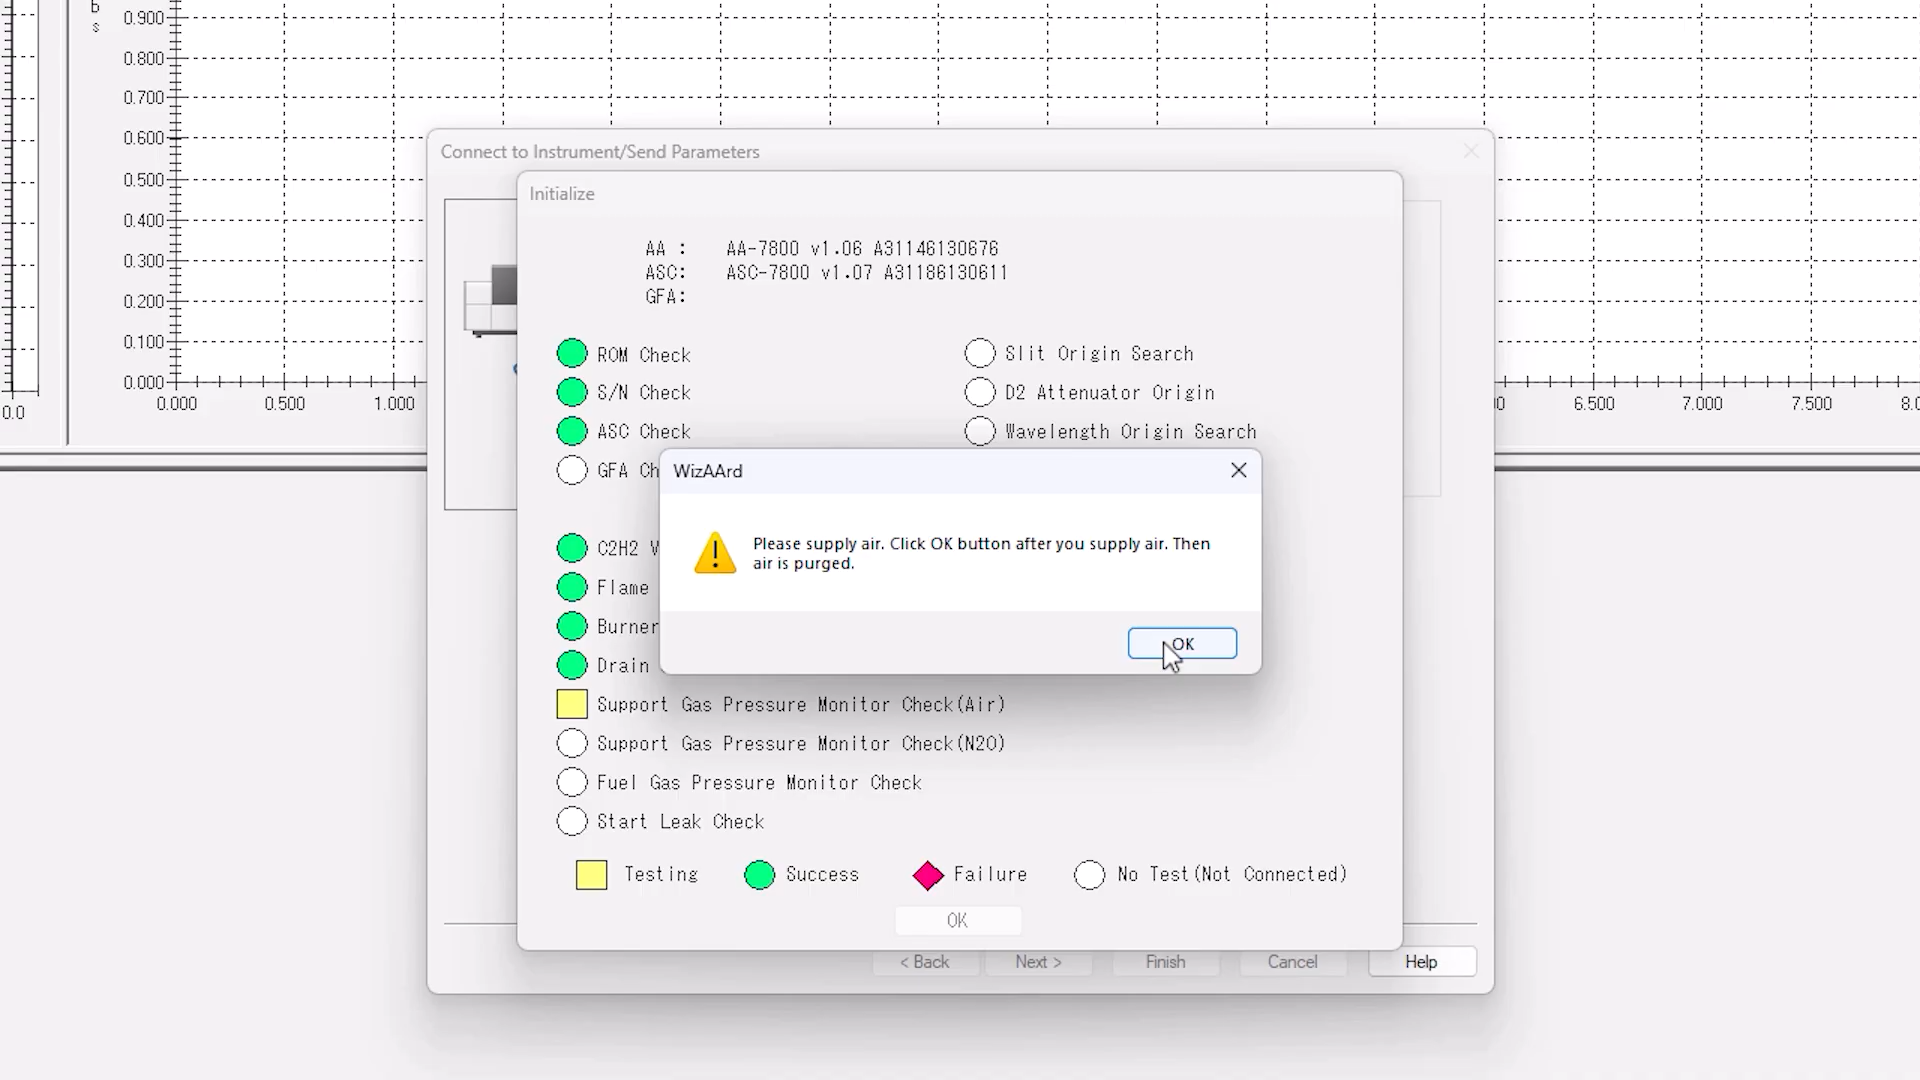 b
s
0.900
0.800
0.700
0.600
0.500
0.400
0.300
0.200
0.100
0.000
0.0
0.000 0.500 1.000
6.500 7.000 7.500 8.0
Connect to Instrument/Send Parameters
Initialize
AA : AA-7800 v1.06 A31146130676
ASC: ASC-7800 v1.07 A31186130611
GFA:
ROM Check
S/N Check
ASC Check
GFA Ch
Slit Origin Search
D2 Attenuator Origin
Wavelength Origin Search
WizAArd
Please supply air. Click OK button after you supply air. Then
air is purged.
OK
C2H2 V
Flame
Burner
Drain
Support Gas Pressure Monitor Check(Air)
Support Gas Pressure Monitor Check(N2O)
Fuel Gas Pressure Monitor Check
Start Leak Check
Testing Success Failure No Test(Not Connected)
OK
< Back Next > Finish Cancel Help